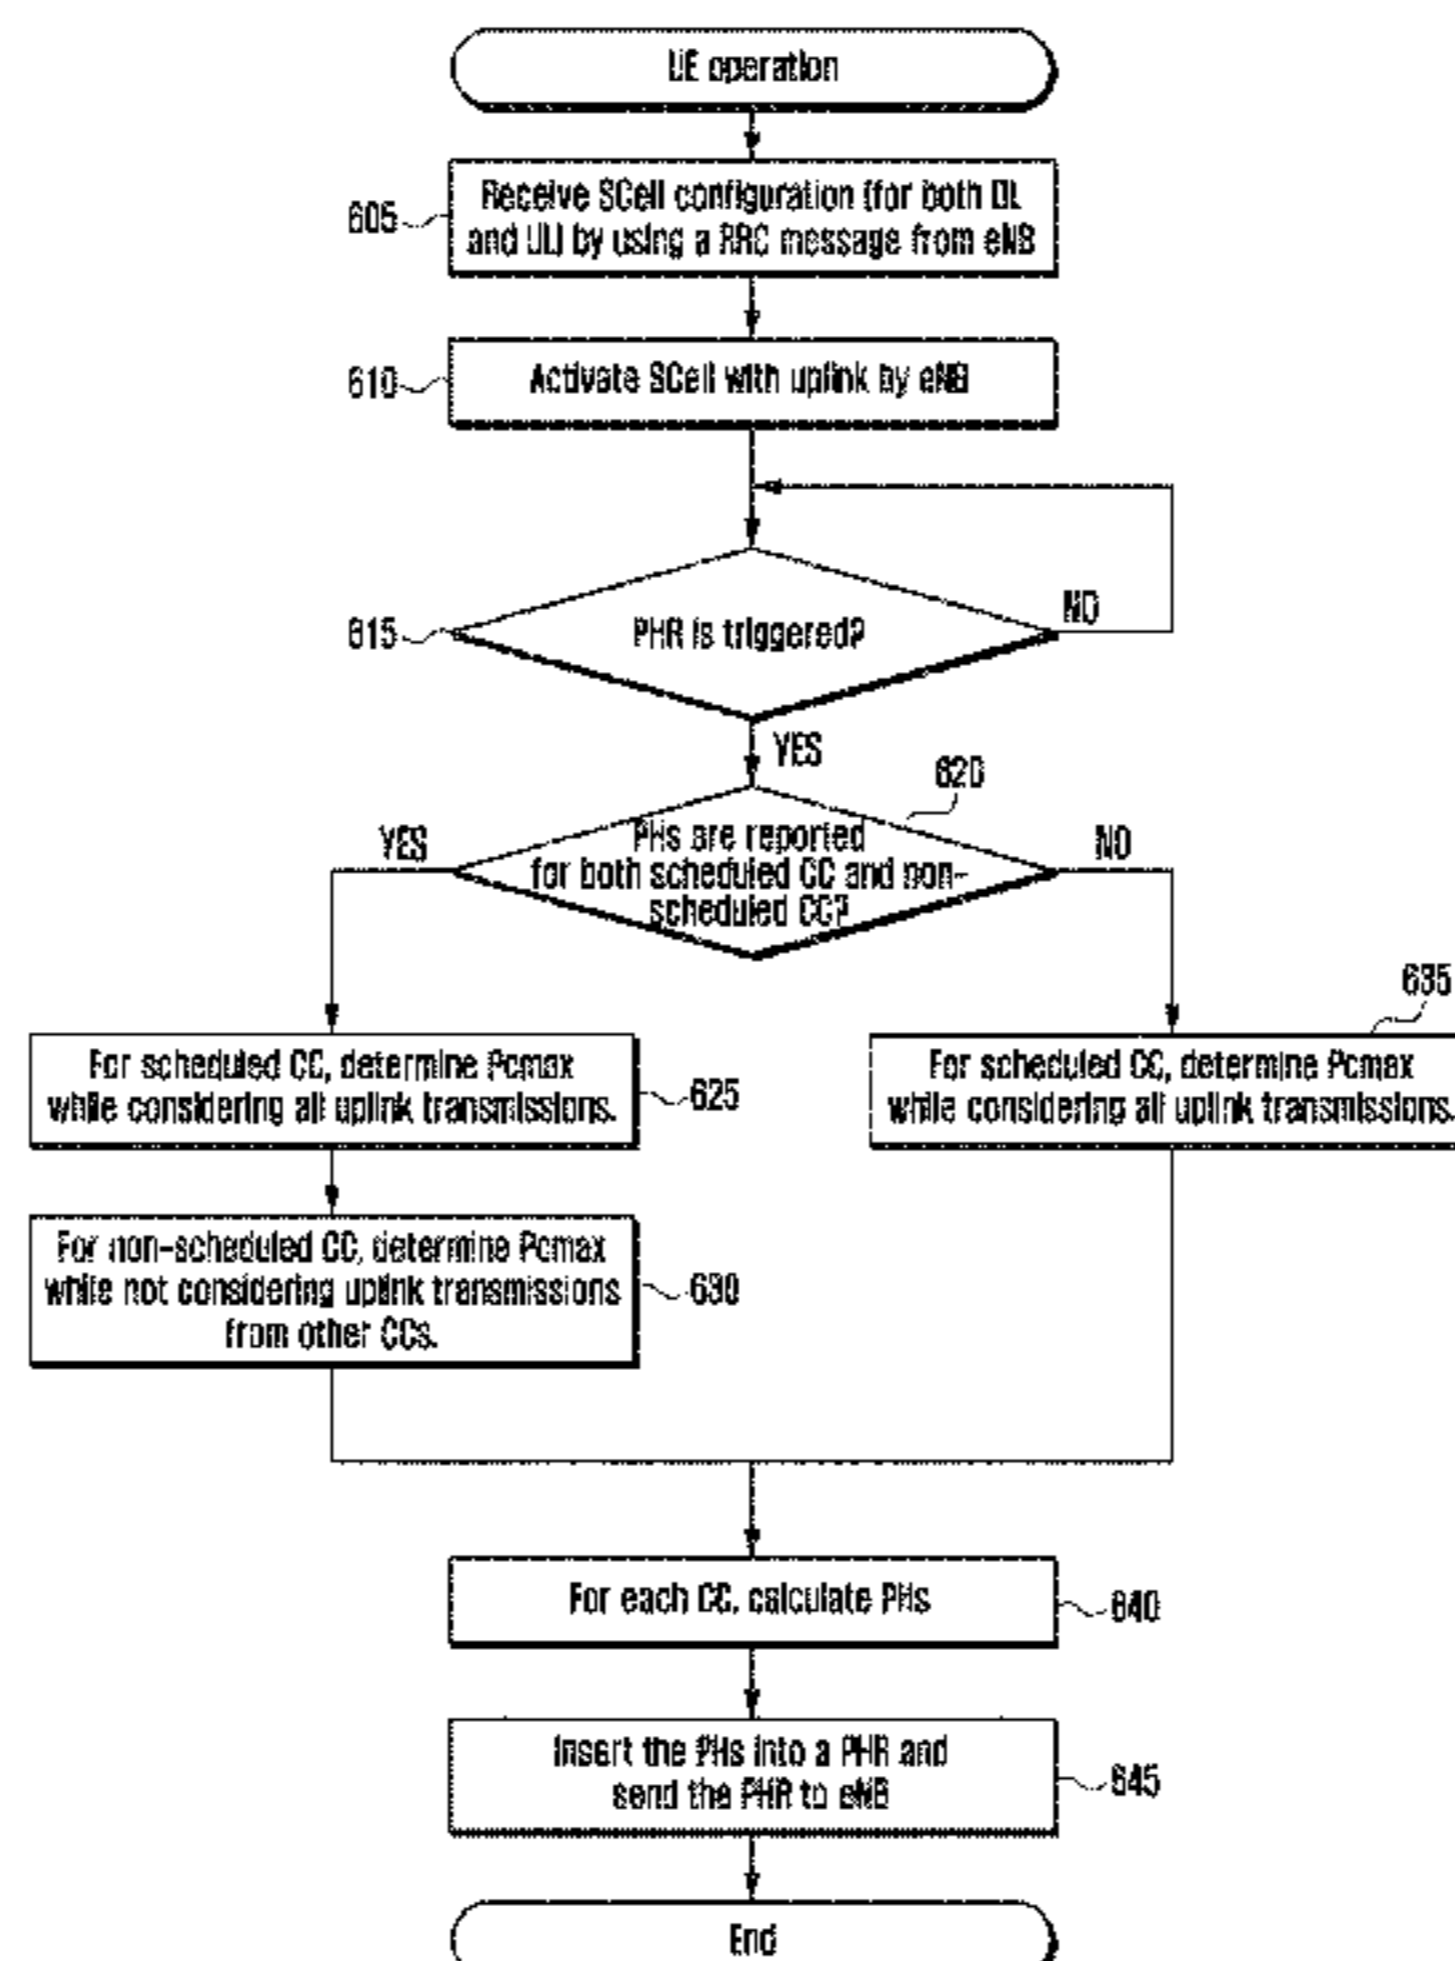 UE operation
Receive SCell configuration (for both DL
and UL) by using a RRC message from eNB
605
Activate SCell with uplink by eNB
610
PHR is triggered?
615
NO
YES
620
PHs are reported
for both scheduled CC and non-
scheduled CC?
YES
NO
635
For scheduled CC, determine Pcmax
while considering all uplink transmissions.
625
For scheduled CC, determine Pcmax
while considering all uplink transmissions.
For non-scheduled CC, determine Pcmax
while not considering uplink transmissions
from other CCs.
630
For each CC, calculate PHs
640
Insert the PHs into a PHR and
send the PHR to eNB
645
End